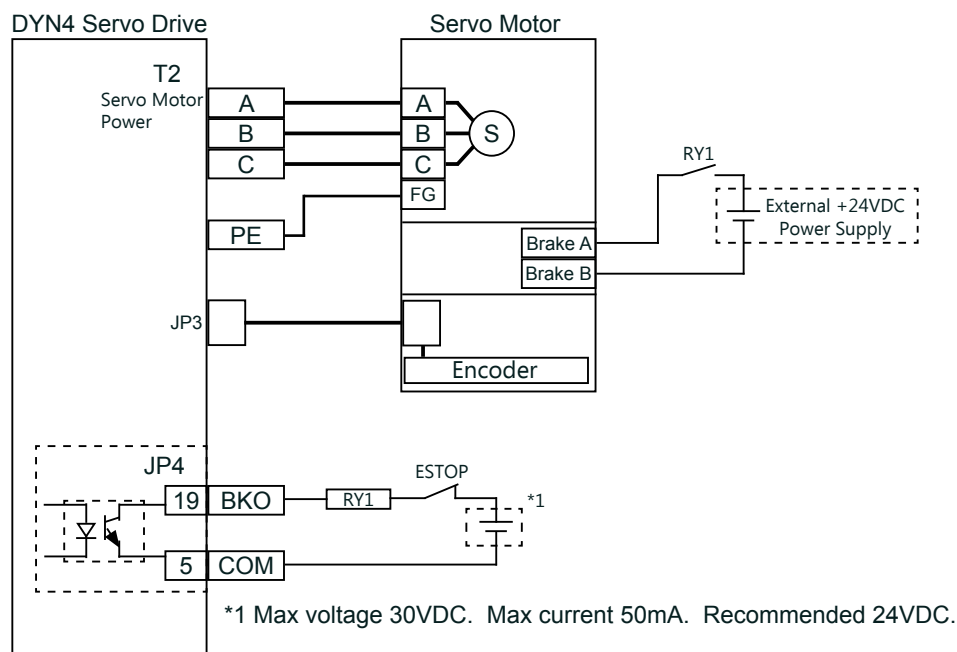 DYN4 Servo Drive
Servo Motor
T2
Servo Motor
Power
A
B
C
PE
A
B
C
FG
S
Brake A
Brake B
RY1
External +24VDC
Power Supply
JP3
Encoder
JP4
19
BKO
RY1
ESTOP
*1
5
COM
*1 Max voltage 30VDC. Max current 50mA. Recommended 24VDC.